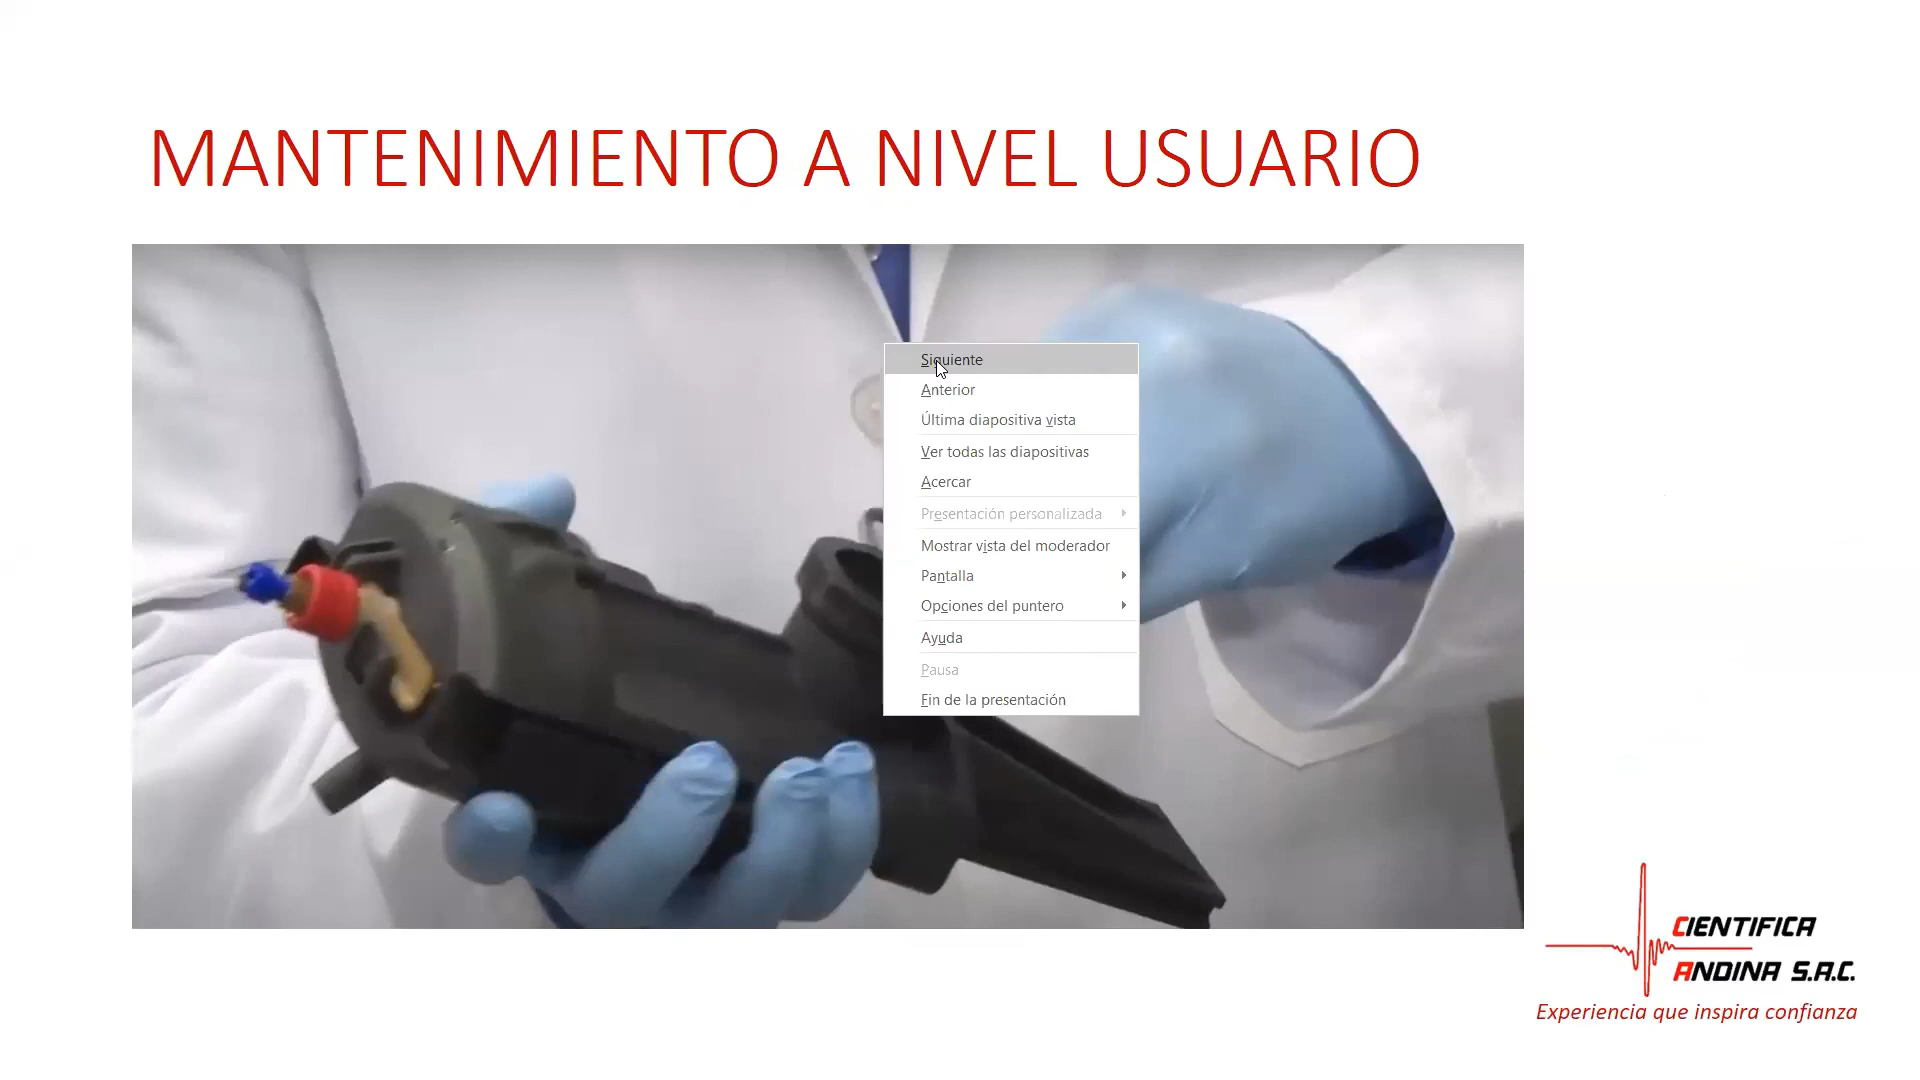 MANTENIMIENTO A NIVEL USUARIO
Siguiente
Anterior
Última diapositiva vista
Ver todas las diapositivas
Acercar
Presentación personalizada
Mostrar vista del moderador
Pantalla
Opciones del puntero
Ayuda
Pausa
Fin de la presentación
CIENTIFICA
ANDINA S.A.C.
Experiencia que inspira confianza